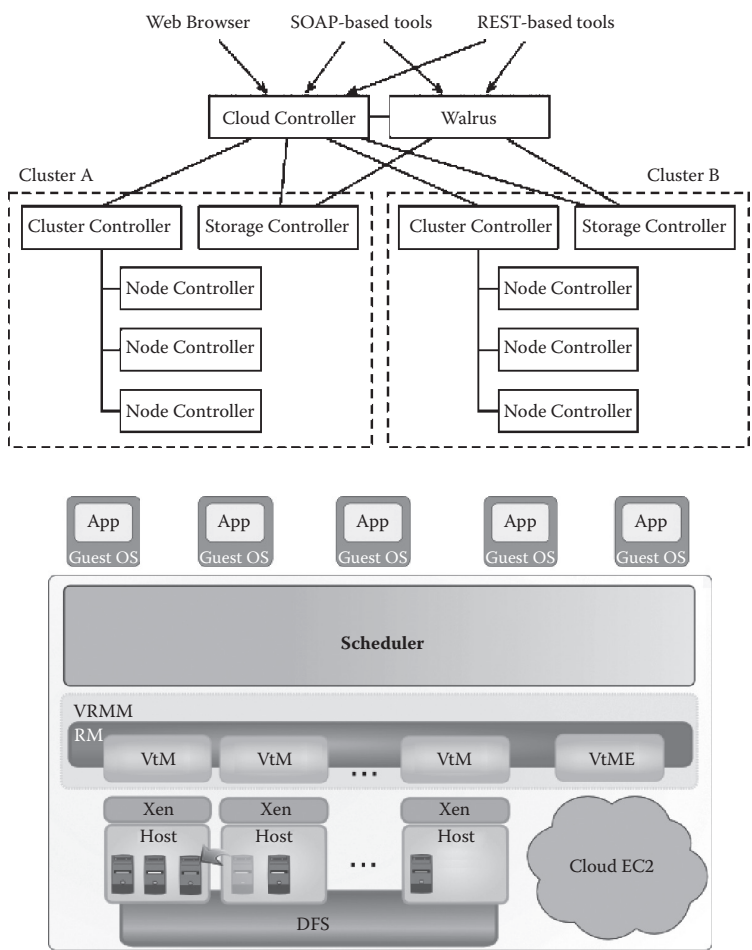 Web Browser SOAP-based tools REST-based tools
Cloud Controller Walrus
Cluster A Cluster B
Cluster Controller Storage Controller Cluster Controller Storage Controller
Node Controller Node Controller
Node Controller Node Controller
Node Controller Node Controller
App App App App App
Guest OS Guest OS Guest OS Guest OS Guest OS
Scheduler
VRMM
RM
VtM VtM ... VtM VtME
Xen Xen Xen
Host Host ... Host
Cloud EC2
DFS